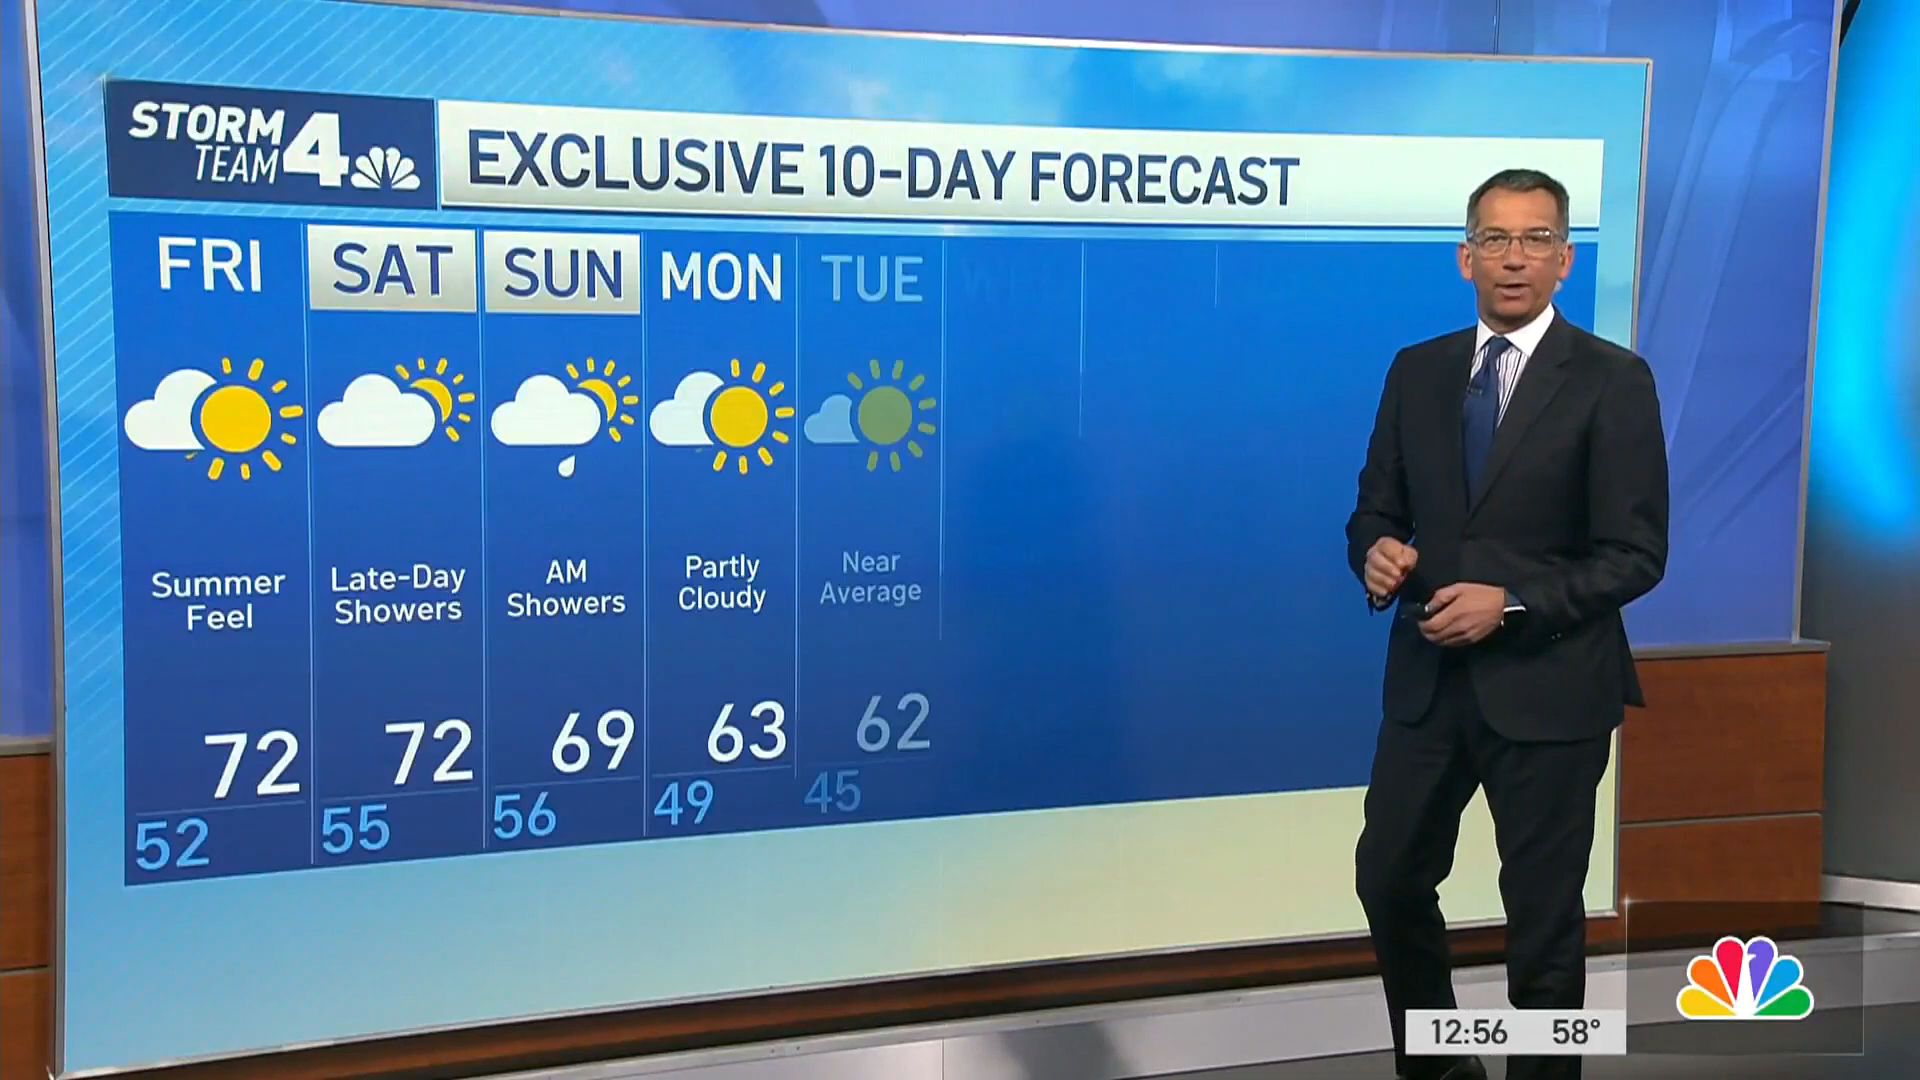 STORM
TEAM 4
EXCLUSIVE 10-DAY FORECAST
FRI
SAT
SUN
MON
TUE
Summer
Feel
Late-Day
Showers
AM
Showers
Partly
Cloudy
Near
Average
72
72
69
63
62
52
55
56
49
45
12:56 58°